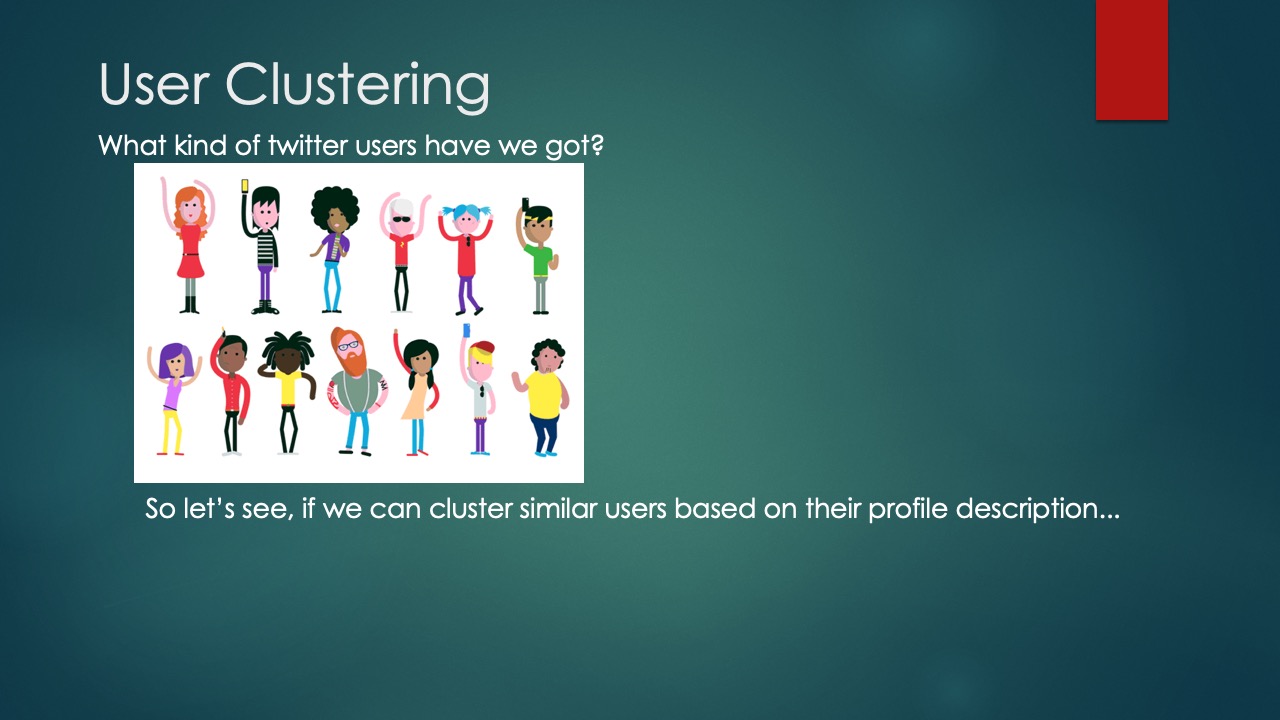 User Clustering
What kind of twitter users have we got?
So let’s see, if we can cluster similar users based on their profile description...